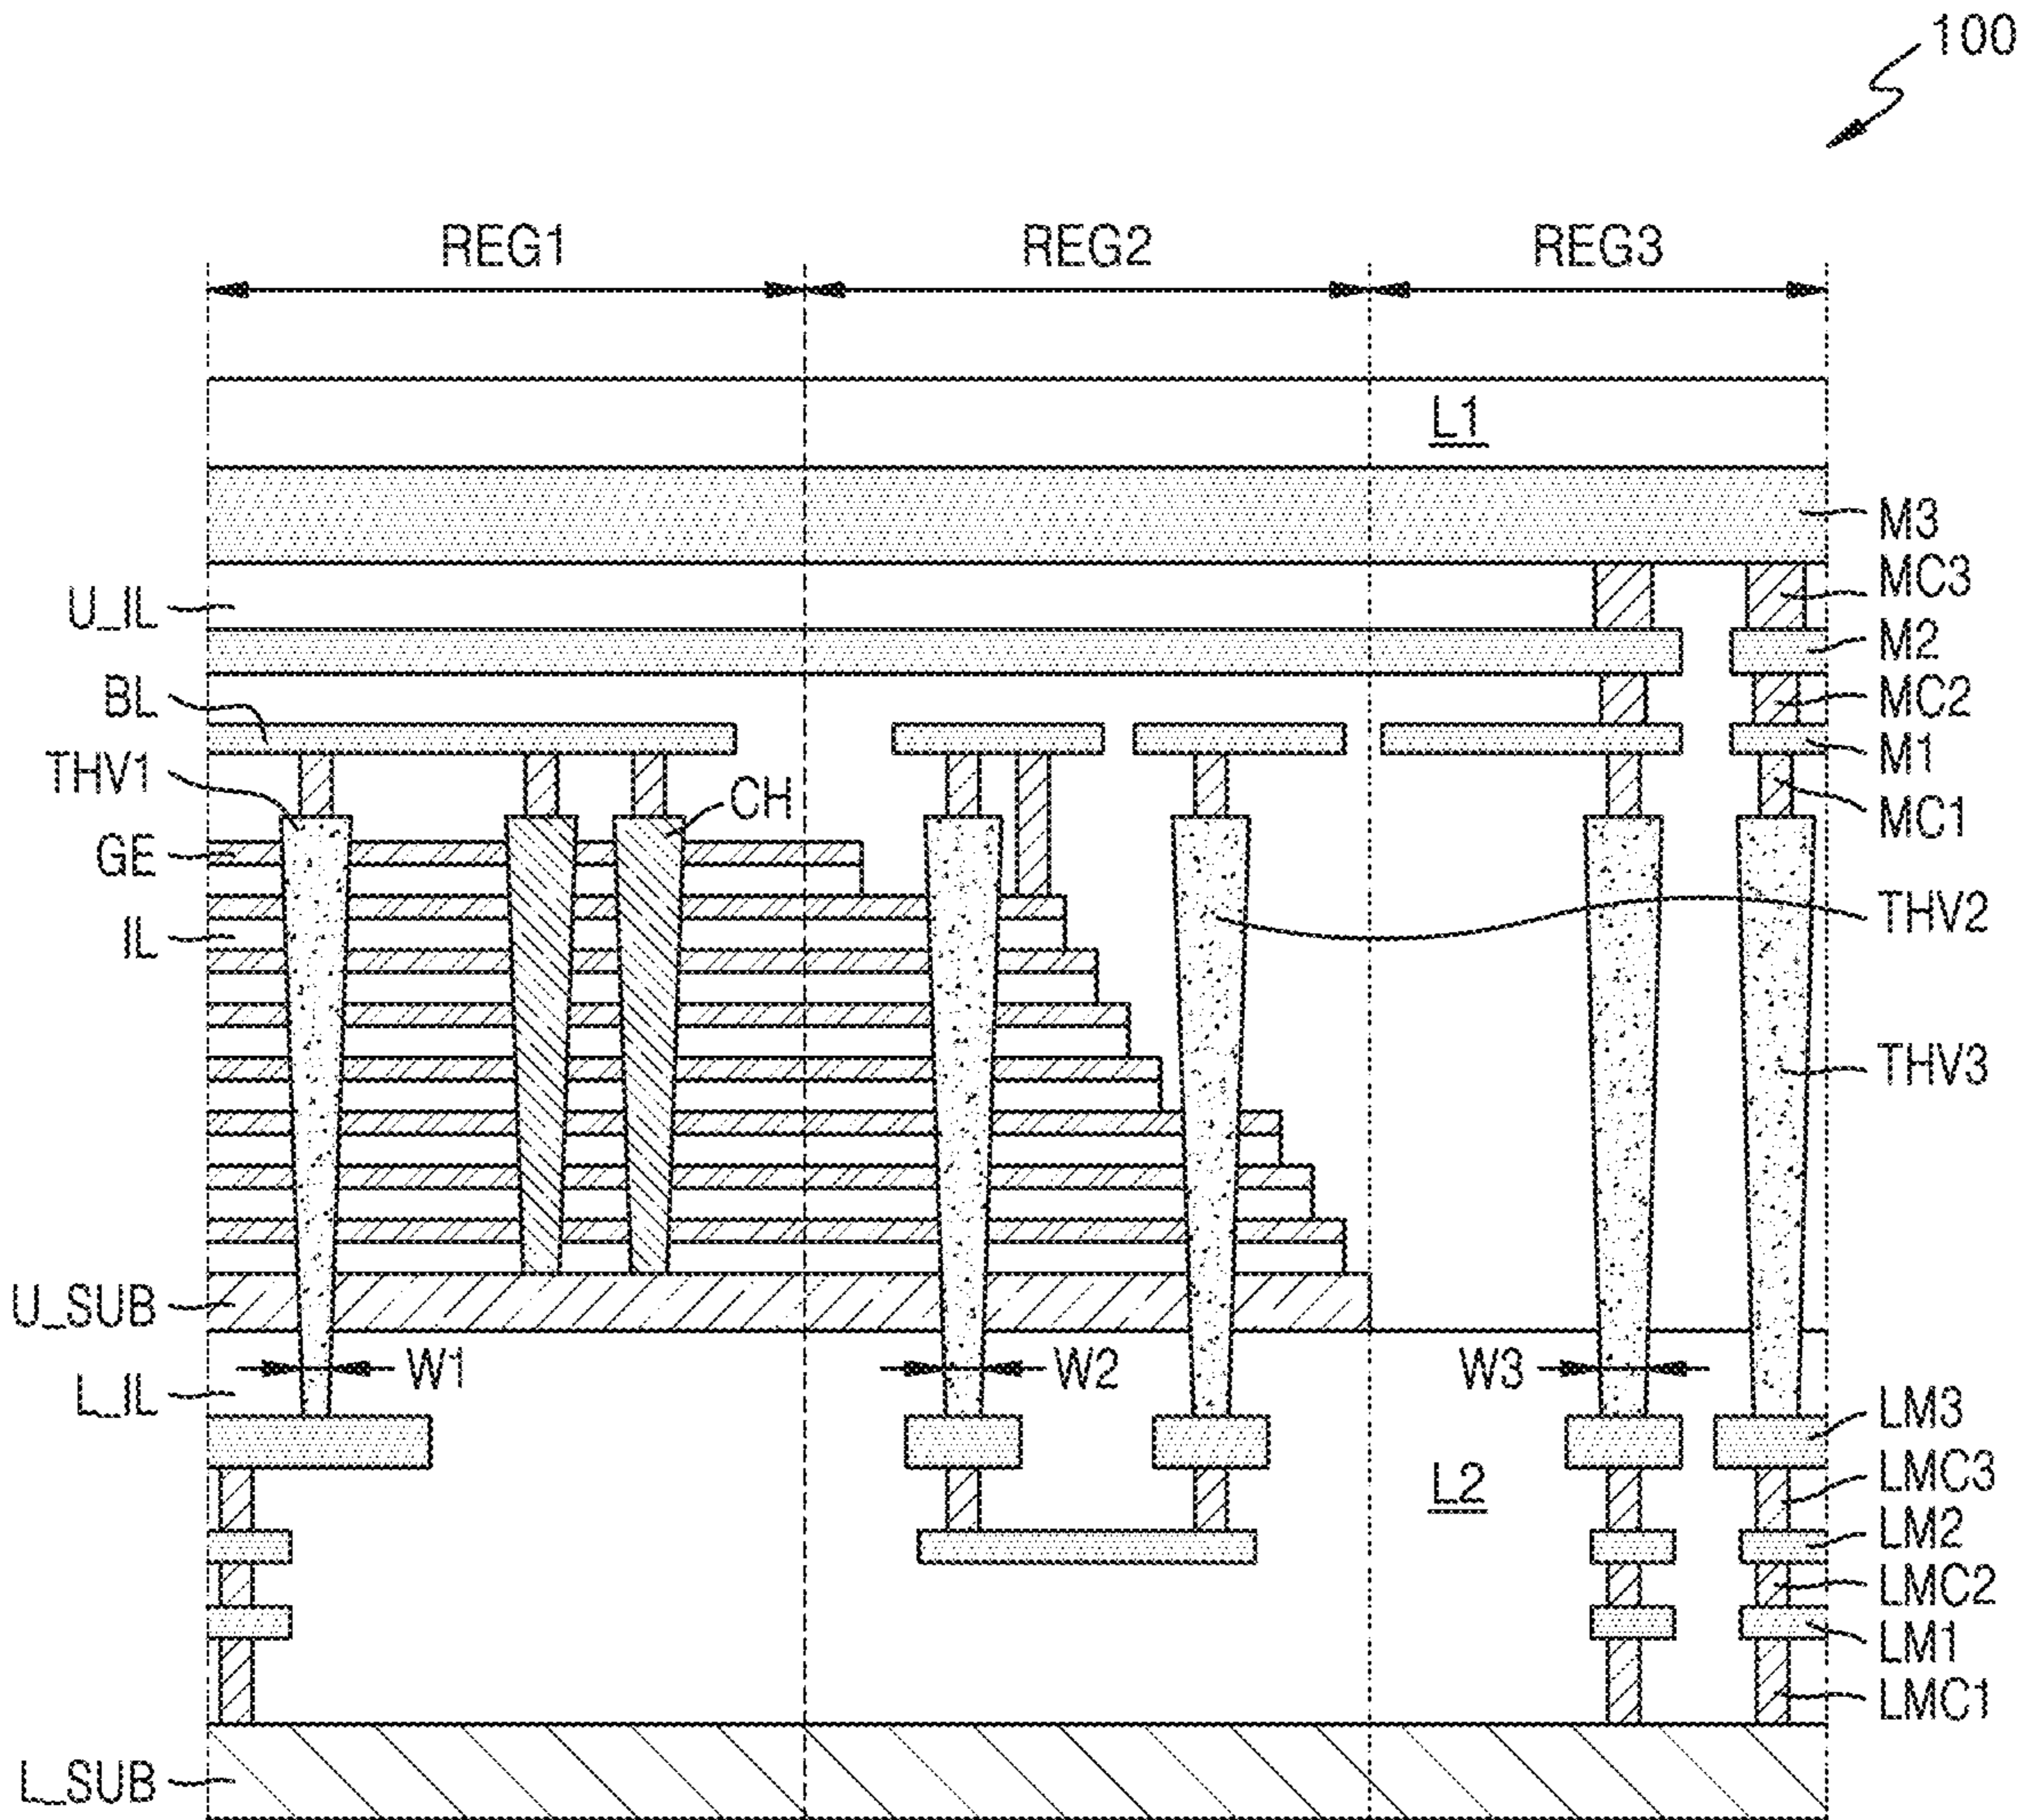 100
REG1 REG2 REG3
L1
M3
MC3
U_IL
M2
BL
MC2
THV1
M1
CH
MC1
GE
THV2
IL
THV3
U_SUB
W1 W2 W3
L_IL
LM3
LMC3
L2
LM2
LMC2
LM1
LMC1
L_SUB